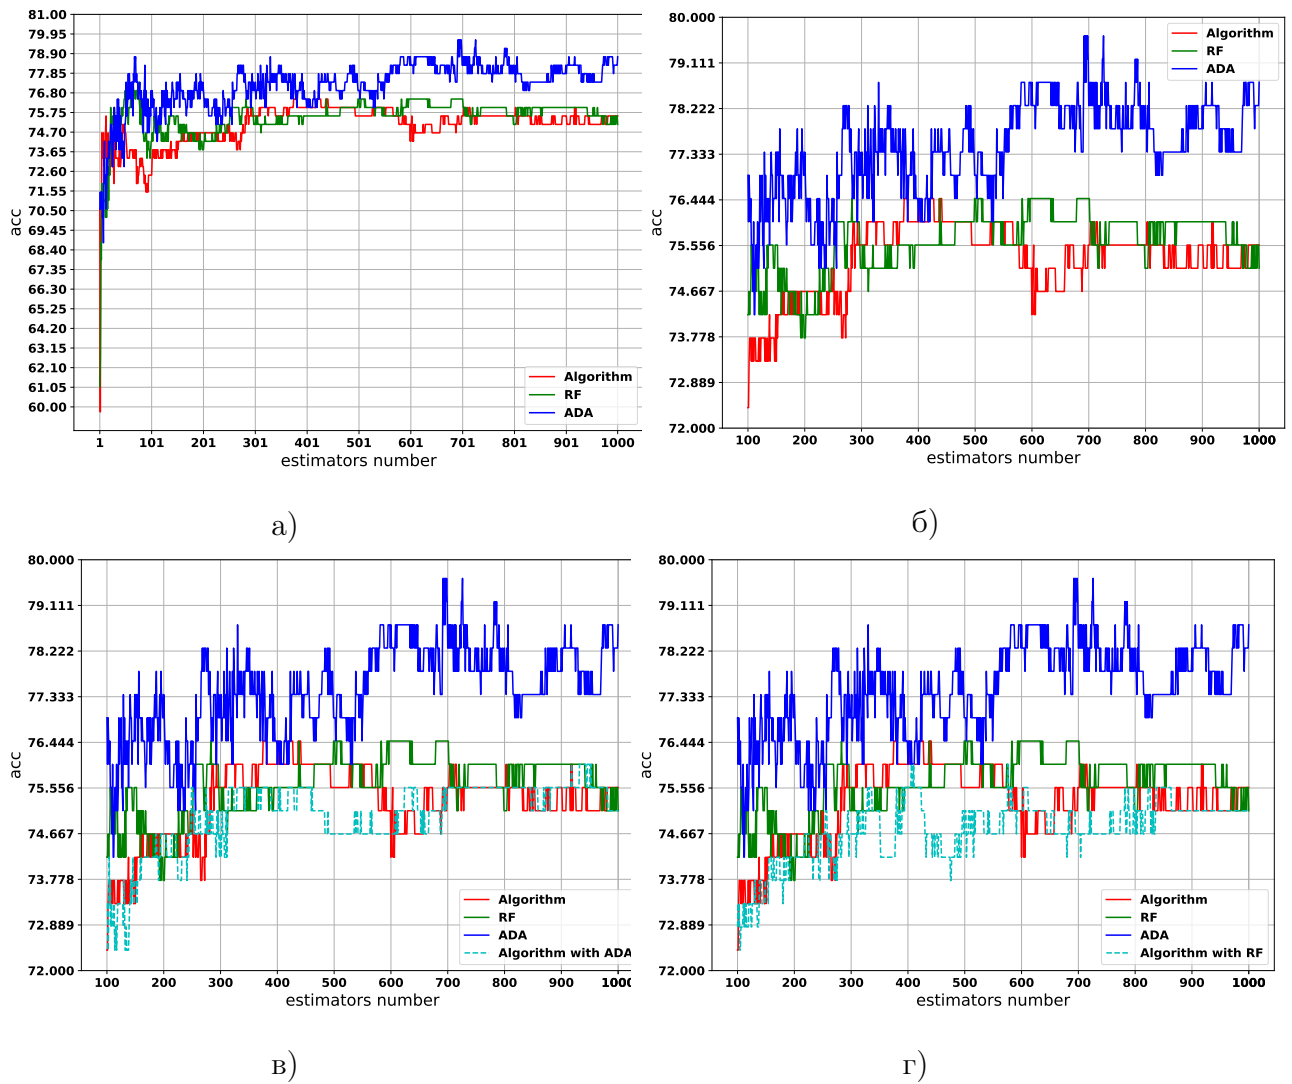 81.00
79.95
78.90
77.85
76.80
75.75
74.70
73.65
72.60
71.55
70.50
69.45
68.40
67.35
66.30
65.25
64.20
63.15
62.10
61.05
60.00
acc
1 101 201 301 401 501 601 701 801 901 1000
estimators number
Algorithm
RF
ADA
а)
80.000
79.111
78.222
77.333
76.444
75.556
74.667
73.778
72.889
72.000
acc
100 200 300 400 500 600 700 800 900 1000
estimators number
Algorithm
RF
ADA
б)
80.000
79.111
78.222
77.333
76.444
75.556
74.667
73.778
72.889
72.000
acc
100 200 300 400 500 600 700 800 900 1000
estimators number
Algorithm
RF
ADA
Algorithm with ADA
в)
80.000
79.111
78.222
77.333
76.444
75.556
74.667
73.778
72.889
72.000
acc
100 200 300 400 500 600 700 800 900 1000
estimators number
Algorithm
RF
ADA
Algorithm with RF
г)